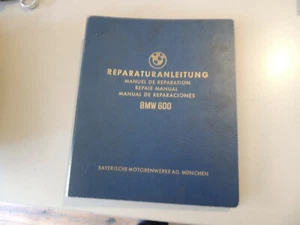 BMW
REPARATURANLEITUNG
MANUEL DE REPARATION
REPAIR MANUAL
MANUAL DE REPARACIONES
BMW 600
BAYERISCHE MOTORENWERKE AG. MÜNCHEN